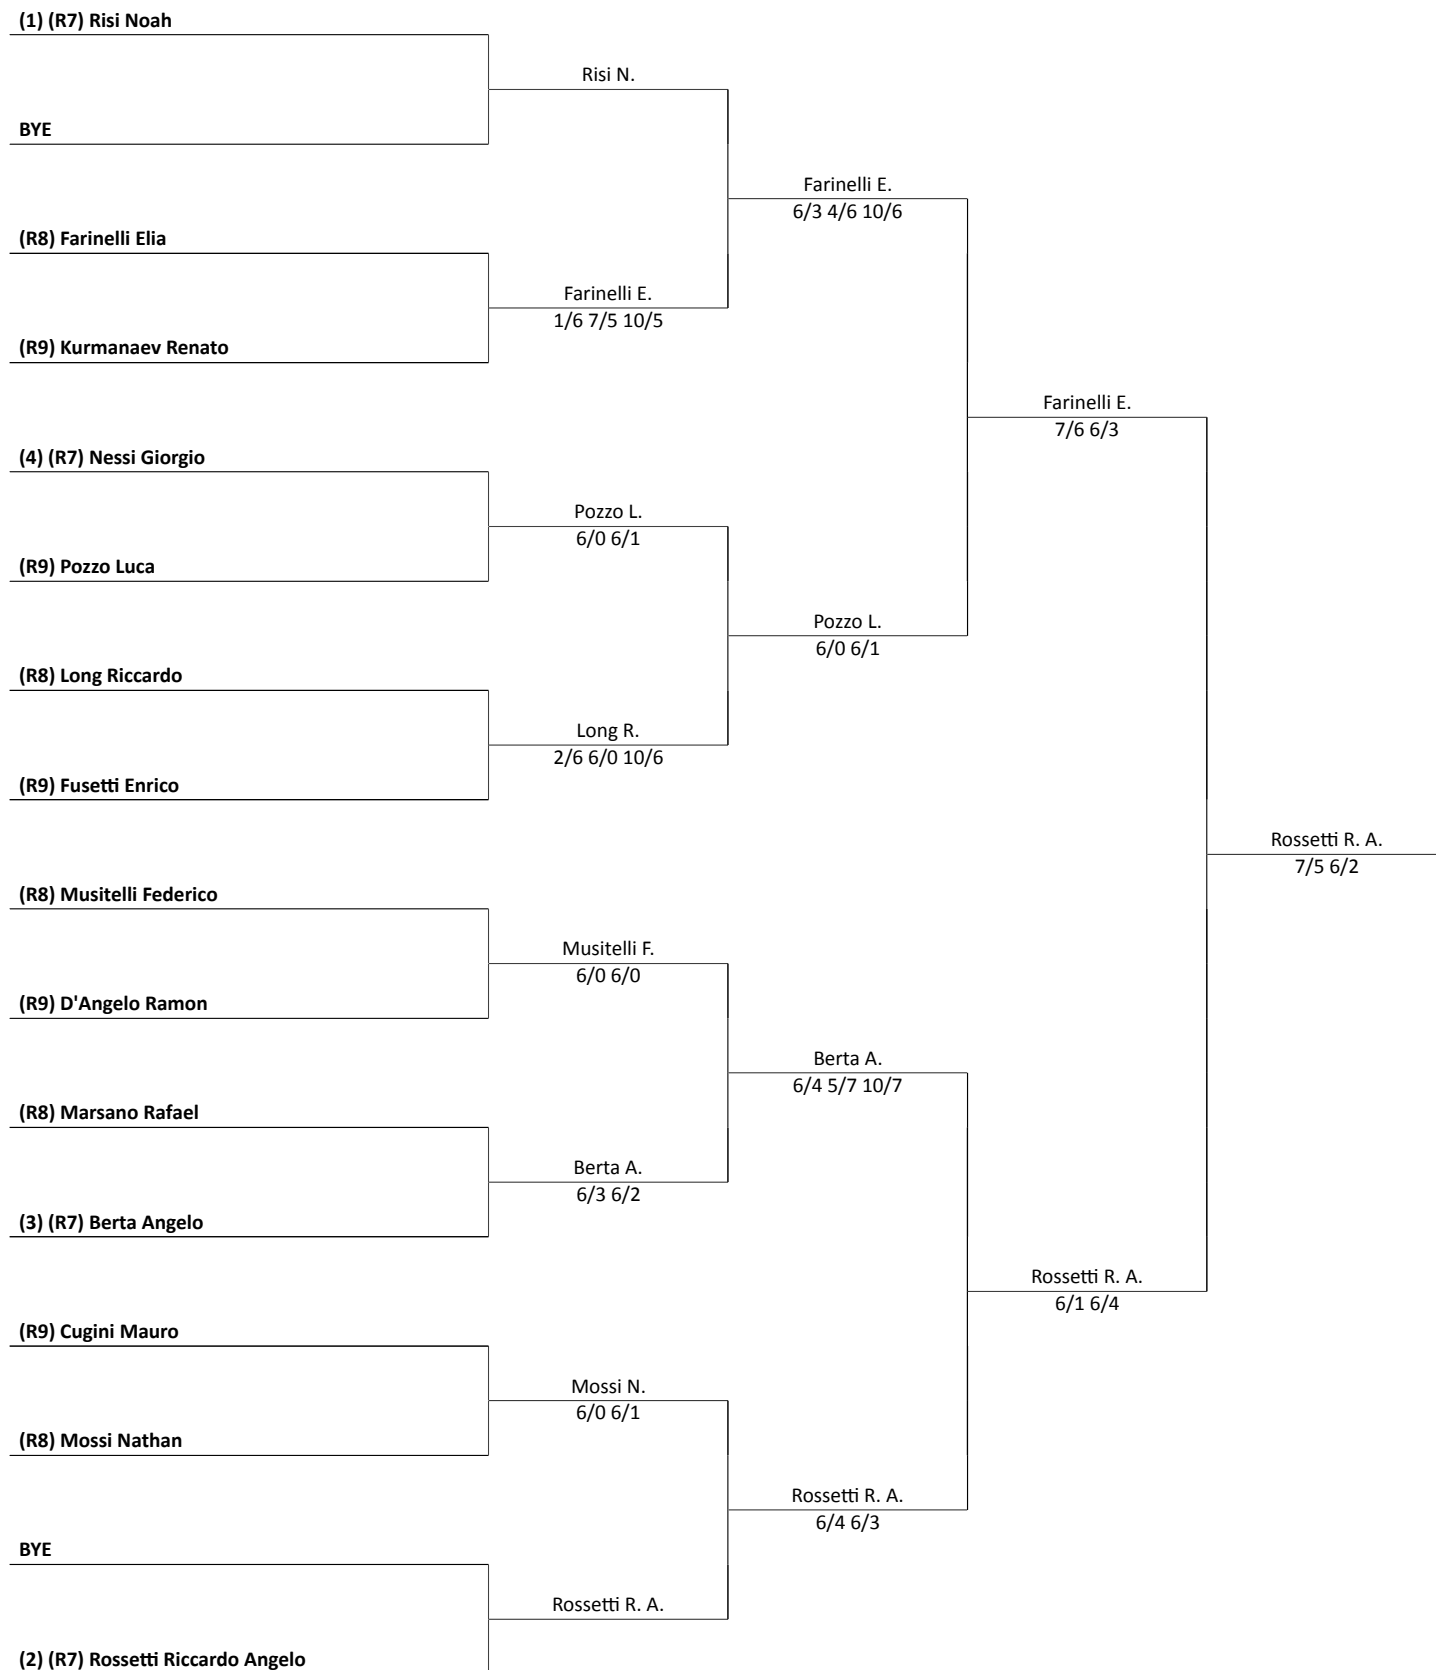 (1) (R7) Risi Noah
Risi N.
BYE
Farinelli E.
6/3 4/6 10/6
(R8) Farinelli Elia
Farinelli E.
1/6 7/5 10/5
(R9) Kurmanaev Renato
Farinelli E.
7/6 6/3
(4) (R7) Nessi Giorgio
Pozzo L.
6/0 6/1
(R9) Pozzo Luca
Pozzo L.
6/0 6/1
(R8) Long Riccardo
Long R.
2/6 6/0 10/6
(R9) Fusetti Enrico
Rossetti R. A.
7/5 6/2
(R8) Musitelli Federico
Musitelli F.
6/0 6/0
(R9) D'Angelo Ramon
Berta A.
6/4 5/7 10/7
(R8) Marsano Rafael
Berta A.
6/3 6/2
(3) (R7) Berta Angelo
Rossetti R. A.
6/1 6/4
(R9) Cugini Mauro
Mossi N.
6/0 6/1
(R8) Mossi Nathan
Rossetti R. A.
6/4 6/3
BYE
Rossetti R. A.
(2) (R7) Rossetti Riccardo Angelo